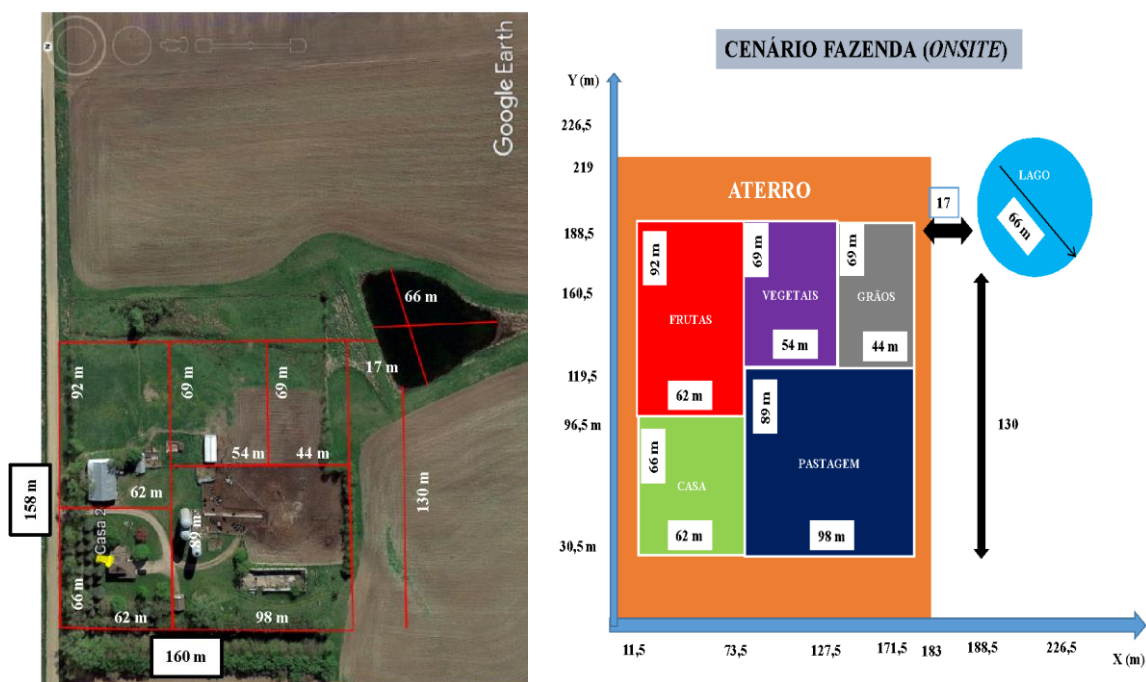 N
Google Earth
66 m
17 m
92 m
69 m
69 m
54 m
44 m
62 m
130 m
158 m
Casa 2
89 m
66 m
62 m
98 m
160 m
CENÁRIO FAZENDA (ONSITE)
Y (m)
226,5
219
188,5
160,5
119,5
96,5 m
30,5 m
ATERRO
17
LAGO
66 m
92 m
69 m
69 m
FRUTAS
VEGETAIS
GRÃOS
54 m
44 m
62 m
89 m
66 m
CASA
PASTAGEM
62 m
98 m
130
11,5
73,5
127,5
171,5
183
188,5
226,5
X (m)